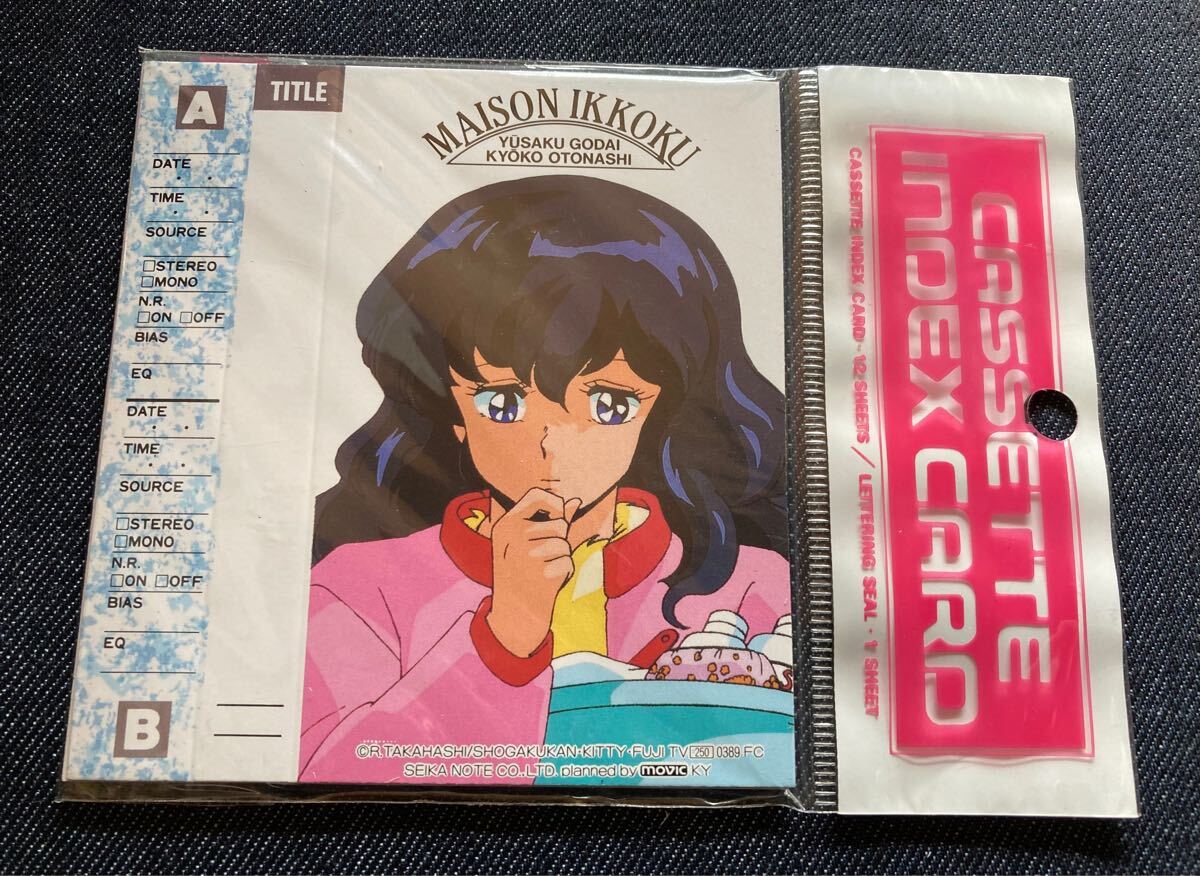 A
DATE
TIME
SOURCE
STEREO
MONO
N.R.
ON OFF
BIAS
EQ
DATE
TIME
SOURCE
STEREO
MONO
N.R.
ON OFF
BIAS
EQ
B
TITLE
MAISON IKKOKU
YŪSAKU GODAI
KYŌKO OTONASHI
©R.TAKAHASHI/SHOGAKUKAN・KITTY・FUJI TV 250 0389 FC
SEIKA NOTE CO.,LTD. planned by movic KY
CASSETTE
INDEX CARD
CASSETTE INDEX CARD・12 SHEETS / LETTERING SEAL・1 SHEET